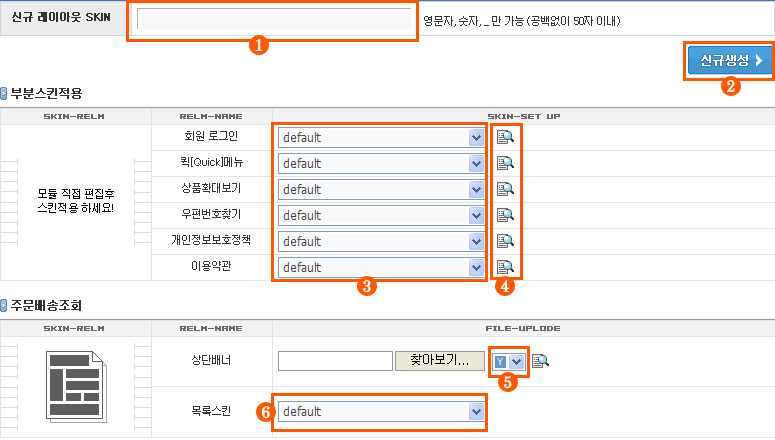 신규 레이아웃 SKIN
영문자, 숫자, _ 만 가능 (공백없이 50자 이내)
1
신규생성
2
부분스킨적용
SKIN-RELM RELM-NAME SKIN-SET UP
모듈 직접 편집후
스킨적용 하세요!
회원 로그인 default
퀵[Quick]메뉴 default
상품확대보기 default
우편번호찾기 default
개인정보보호정책 default
이용약관 default
3 4
주문배송조회
SKIN-RELM RELM-NAME FILE-UPLODE
상단배너 찾아보기... Y
5
목록스킨 6 default